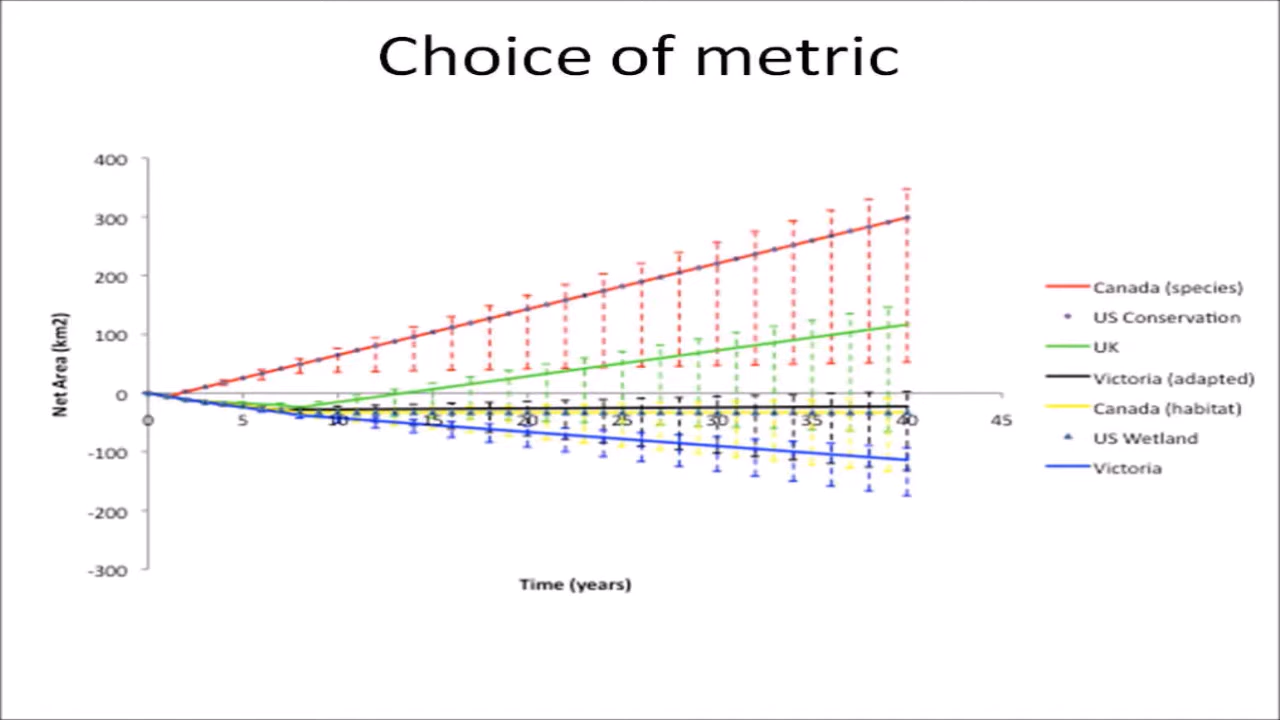 Choice of metric
400
300
200
100
0
-100
-200
-300
0 5 10 15 20 25 30 35 40 45
Net Area (km2)
Time (years)
Canada (species)
US Conservation
UK
Victoria (adapted)
Canada (habitat)
US Wetland
Victoria